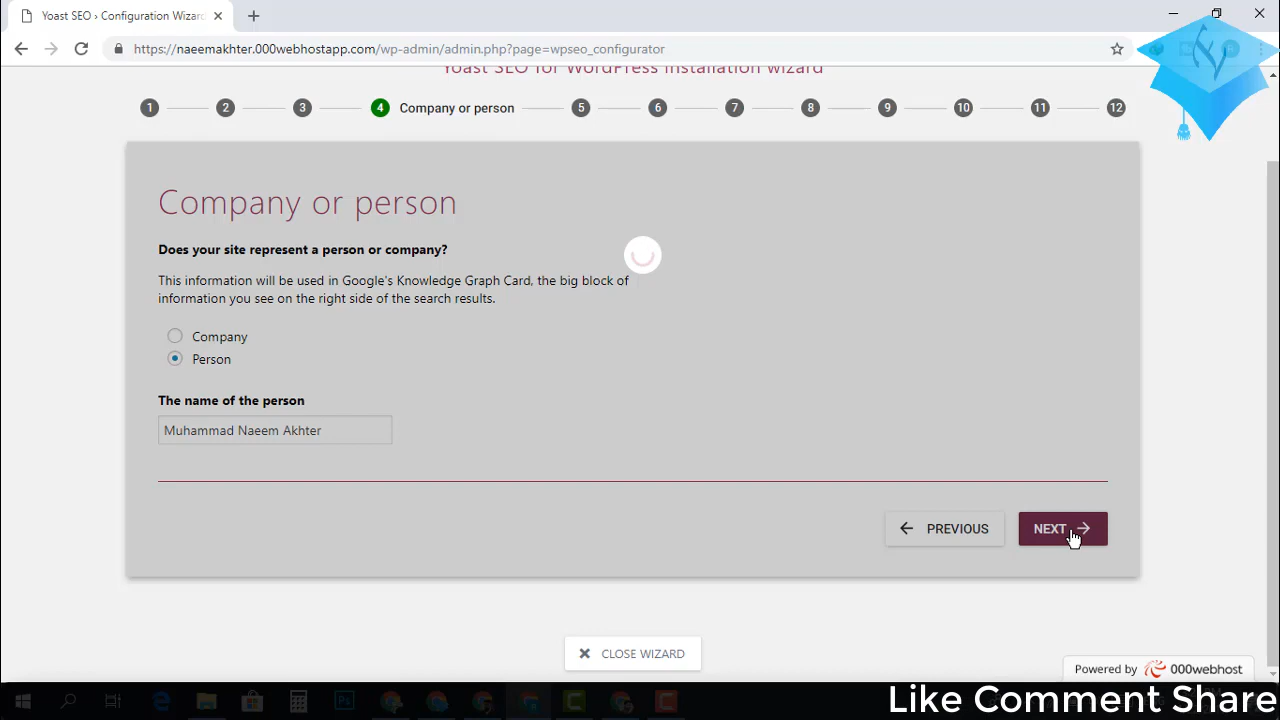 Yoast SEO › Configuration Wizard
https://naeemakhter.000webhostapp.com/wp-admin/admin.php?page=wpseo_configurator
Yoast SEO for WordPress installation wizard
1 2 3 4 Company or person 5 6 7 8 9 10 11 12
Company or person
Does your site represent a person or company?
This information will be used in Google's Knowledge Graph Card, the big block of
information you see on the right side of the search results.
Company
Person
The name of the person
Muhammad Naeem Akhter
PREVIOUS
NEXT
CLOSE WIZARD
Powered by 000webhost
Like Comment Share